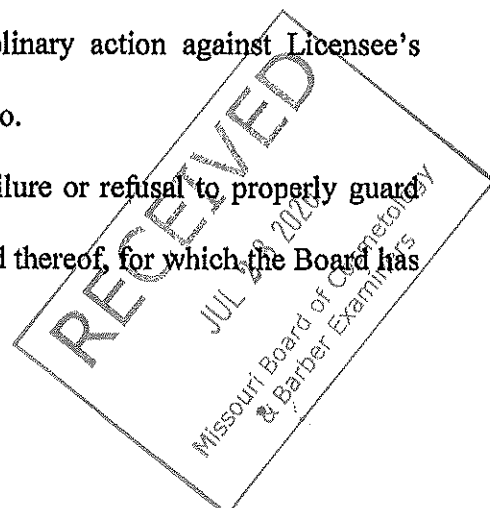 plinary action against Licensee's
o.
ilure or refusal to properly guard
d thereof, for which the Board has
RECEIVED
JUL 28 2020
Missouri Board of Cosmetology
& Barber Examiners